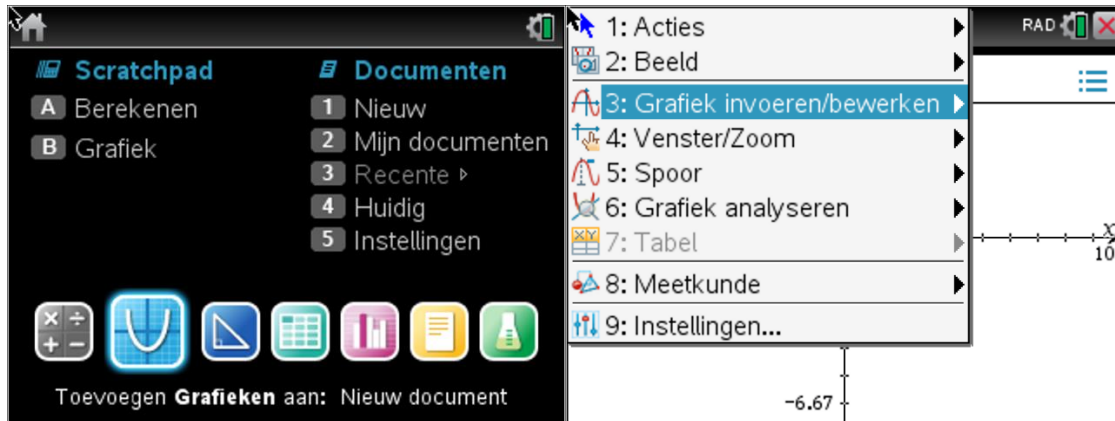 Scratchpad
A Berekenen
B Grafiek
Documenten
1 Nieuw
2 Mijn documenten
3 Recente ▹
4 Huidig
5 Instellingen
Toevoegen Grafieken aan: Nieuw document
1: Acties
2: Beeld
3: Grafiek invoeren/bewerken
4: Venster/Zoom
5: Spoor
6: Grafiek analyseren
7: Tabel
8: Meetkunde
9: Instellingen...
RAD
x
10
-6.67